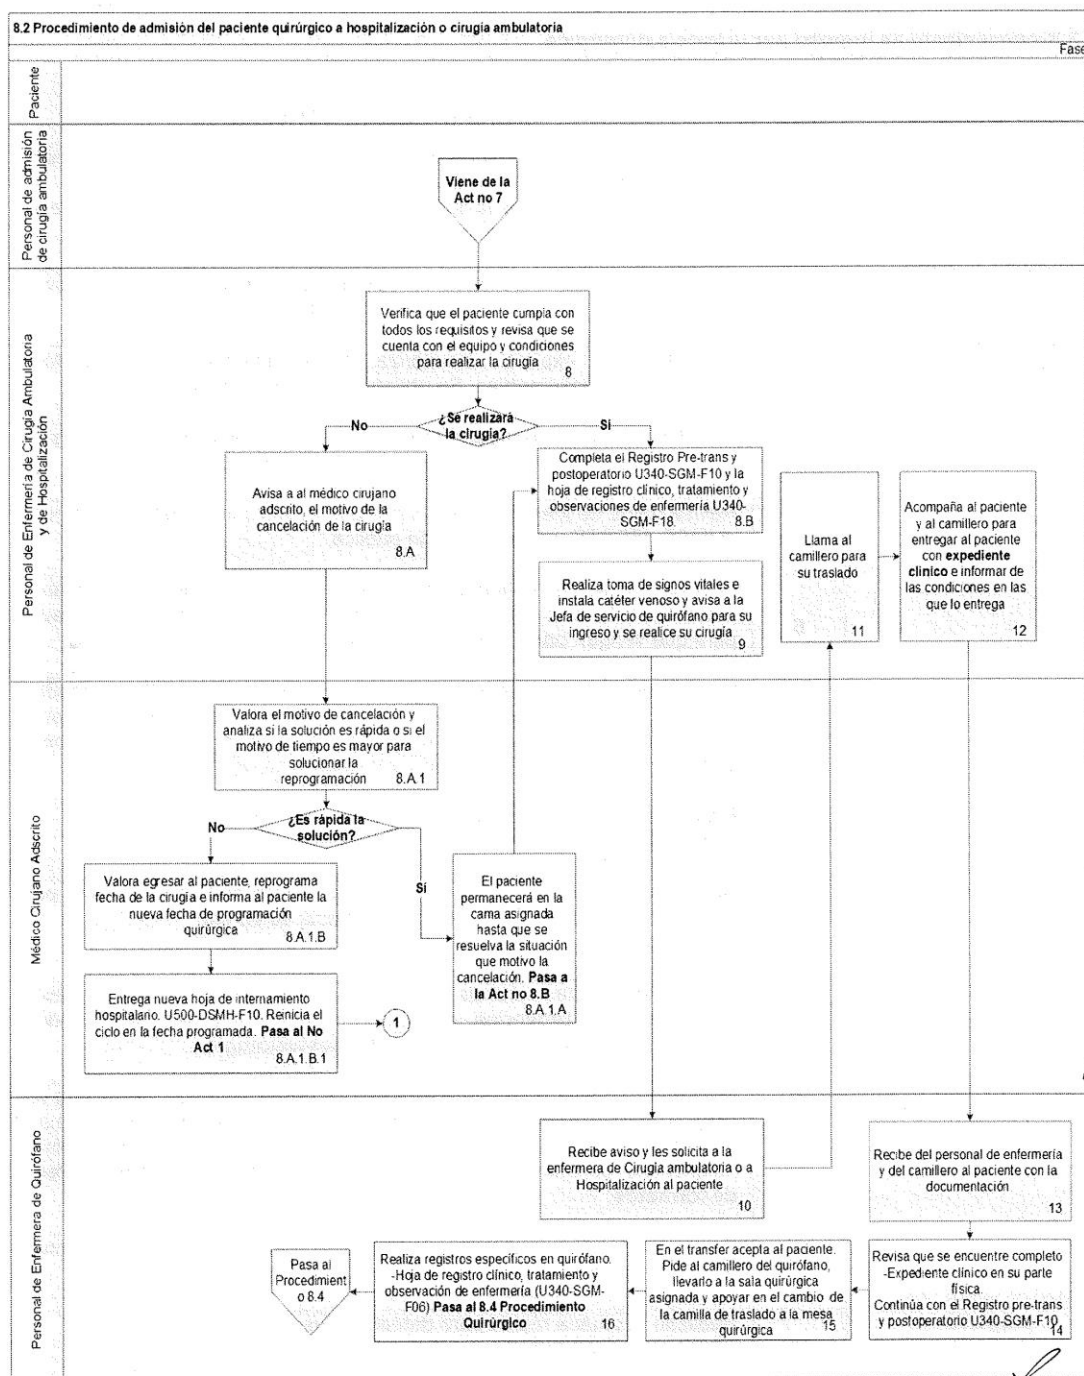 8.2 Procedimiento de admisión del paciente quirúrgico a hospitalización o cirugía ambulatoria
Fase
Paciente
Personal de admisión
de cirugía ambulatoria
Viene de la
Act no 7
Personal de Enfermería de Cirugía Ambulatoria
y de Hospitalización
Verifica que el paciente cumpla con
todos los requisitos y revisa que se
cuenta con el equipo y condiciones
para realizar la cirugía
8
¿Se realizará
la cirugía?
No
Sí
Avisa a al médico cirujano
adscrito, el motivo de la
cancelación de la cirugía
8.A
Completa el Registro Pre-trans y
postoperatorio U340-SGM-F10 y la
hoja de registro clínico, tratamiento y
observaciones de enfermería U340-
SGM-F18.
8.B
Realiza toma de signos vitales e
instala catéter venoso y avisa a la
Jefa de servicio de quirófano para su
ingreso y se realice su cirugía
9
Llama al
camillero para
su traslado
11
Acompaña al paciente
y al camillero para
entregar al paciente
con expediente
clínico e informar de
las condiciones en las
que lo entrega
12
Médico Cirujano Adscrito
Valora el motivo de cancelación y
analiza si la solución es rápida o si el
motivo de tiempo es mayor para
solucionar la
reprogramación
8.A.1
¿Es rápida la
solución?
No
Sí
Valora egresar al paciente, reprograma
fecha de la cirugía e informa al paciente la
nueva fecha de programación
quirúrgica
8.A.1.B
Entrega nueva hoja de internamiento
hospitalario. U500-DSMH-F10. Reinicia el
ciclo en la fecha programada. Pasa al No
Act 1
8.A.1.B.1
1
El paciente
permanecerá en la
cama asignada
hasta que se
resuelva la situación
que motivo la
cancelación. Pasa a
la Act no 8.B
8.A.1.A
Personal de Enfermera de Quirófano
Recibe aviso y les solicita a la
enfermera de Cirugía ambulatoria o a
Hospitalización al paciente
10
Recibe del personal de enfermería
y del camillero al paciente con la
documentación
13
Revisa que se encuentre completo
-Expediente clínico en su parte
física.
Continúa con el Registro pre-trans
y postoperatorio U340-SGM-F10
14
En el transfer acepta al paciente.
Pide al camillero del quirófano,
llevarlo a la sala quirúrgica
asignada y apoyar en el cambio de
la camilla de traslado a la mesa
quirúrgica
15
Realiza registros específicos en quirófano.
-Hoja de registro clínico, tratamiento y
observación de enfermería (U340-SGM-
F06) Pasa al 8.4 Procedimiento
Quirúrgico
16
Pasa al
Procedimient
o 8.4